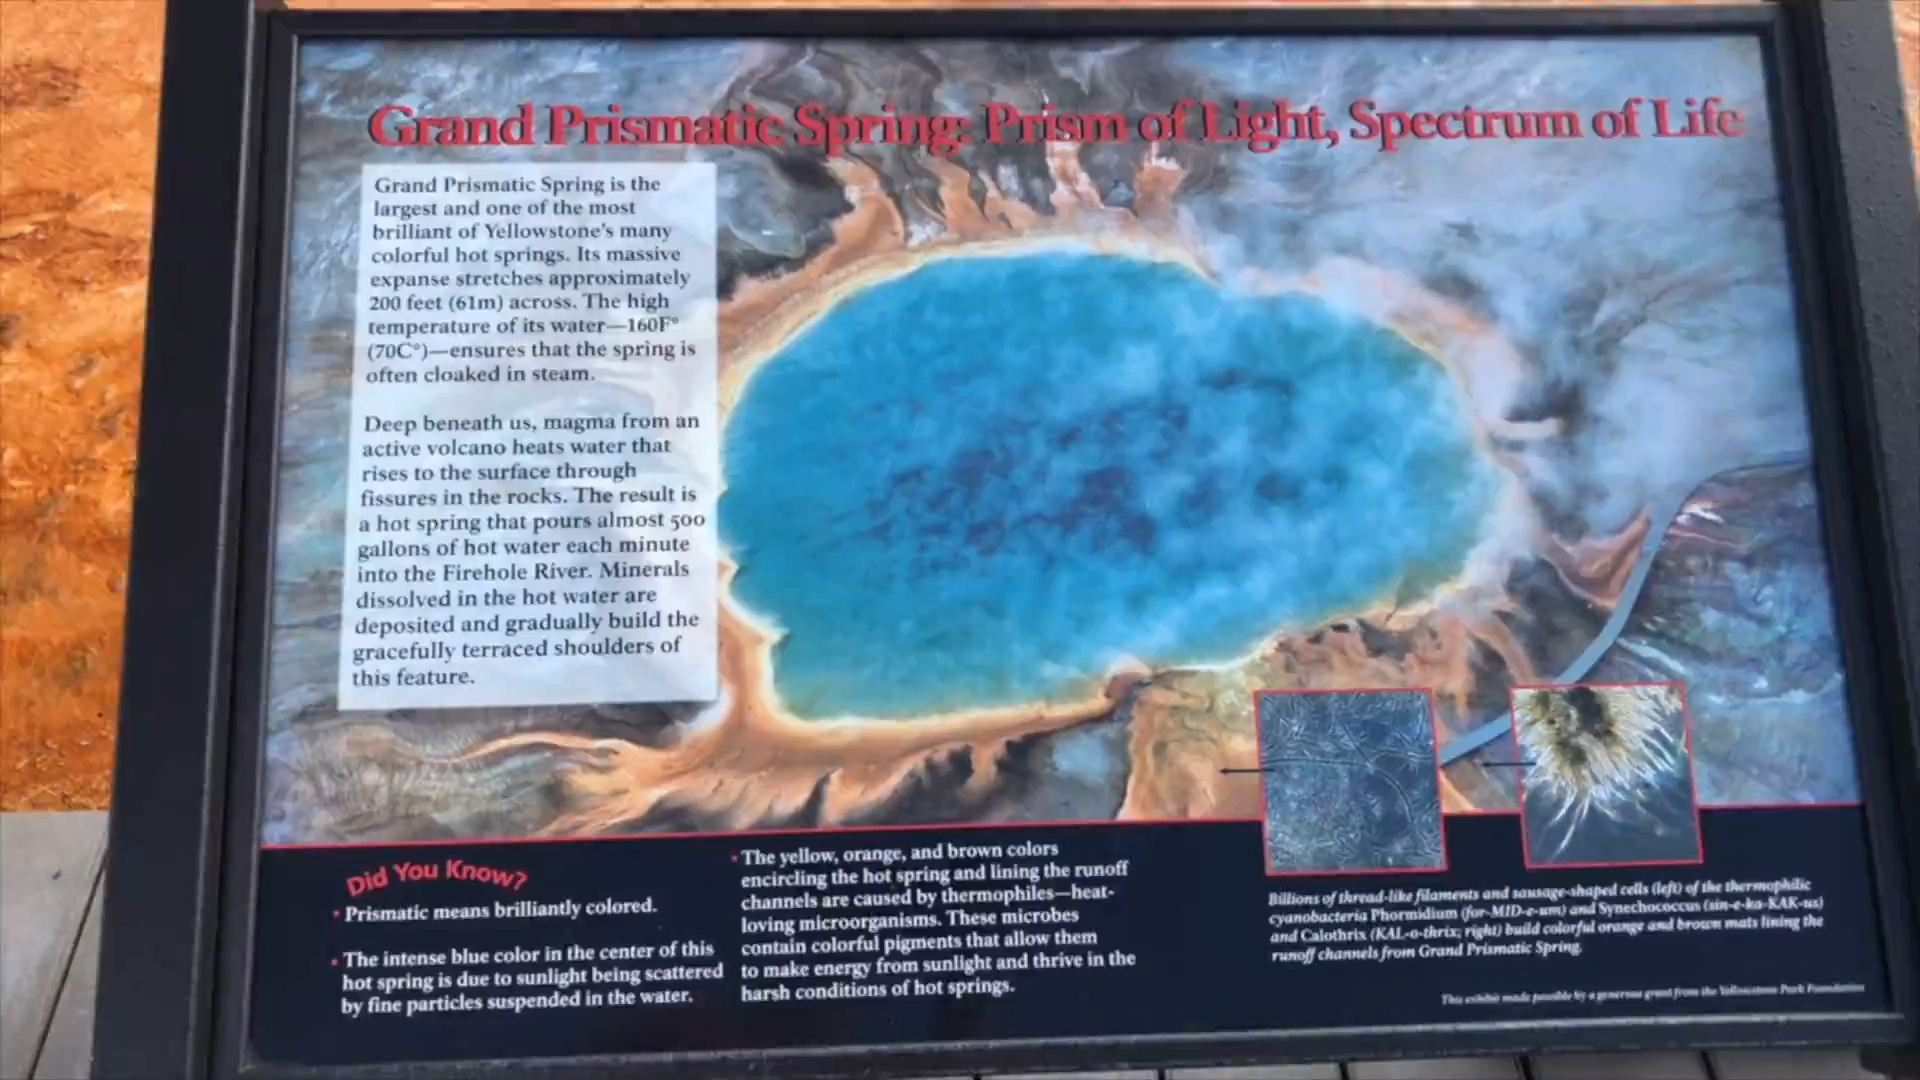 Grand Prismatic Spring: Prism of Light, Spectrum of Life
Grand Prismatic Spring is the
largest and one of the most
brilliant of Yellowstone's many
colorful hot springs. Its massive
expanse stretches approximately
200 feet (61m) across. The high
temperature of its water—160F°
(70C°)—ensures that the spring is
often cloaked in steam.
Deep beneath us, magma from an
active volcano heats water that
rises to the surface through
fissures in the rocks. The result is
a hot spring that pours almost 500
gallons of hot water each minute
into the Firehole River. Minerals
dissolved in the hot water are
deposited and gradually build the
gracefully terraced shoulders of
this feature.
Did You Know?
• Prismatic means brilliantly colored.
• The intense blue color in the center of this
hot spring is due to sunlight being scattered
by fine particles suspended in the water.
• The yellow, orange, and brown colors
encircling the hot spring and lining the runoff
channels are caused by thermophiles—heat-
loving microorganisms. These microbes
contain colorful pigments that allow them
to make energy from sunlight and thrive in the
harsh conditions of hot springs.
Billions of thread-like filaments and sausage-shaped cells (left) of the thermophilic
cyanobacteria Phormidium (for-MID-e-um) and Synechococcus (sin-e-ko-KAK-us)
and Calothrix (KAL-o-thrix; right) build colorful orange and brown mats lining the
runoff channels from Grand Prismatic Spring.
This exhibit made possible by a generous grant from the Yellowstone Park Foundation